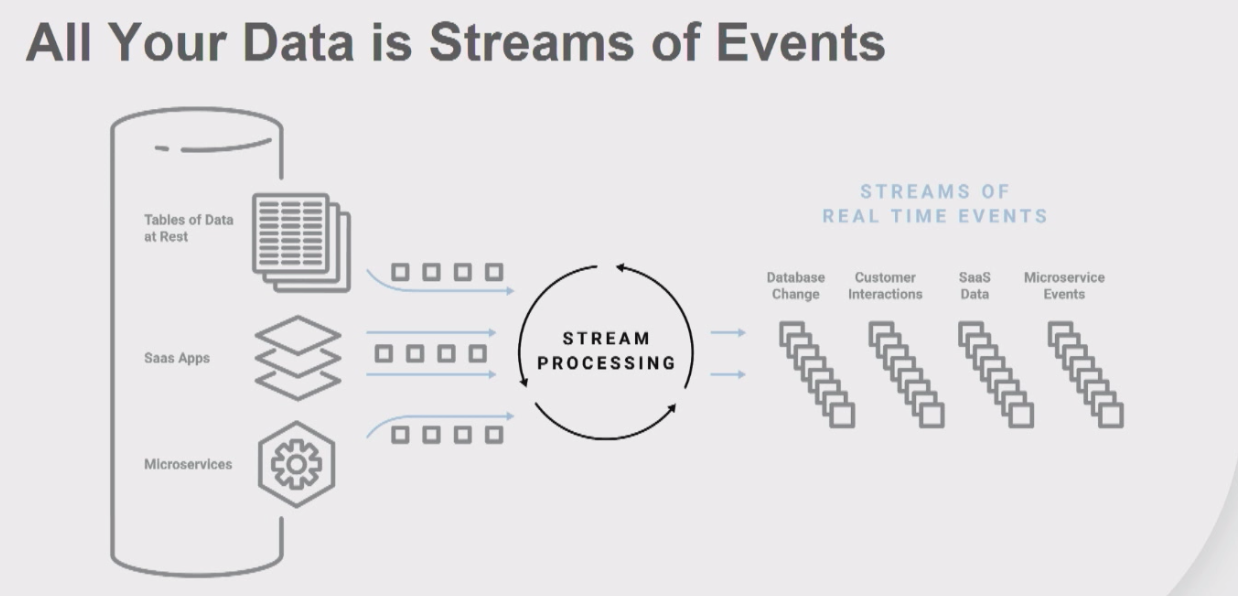 All Your Data is Streams of Events
Tables of Data
at Rest
Saas Apps
Microservices
STREAM
PROCESSING
STREAMS OF
REAL TIME EVENTS
Database
Change
Customer
Interactions
SaaS
Data
Microservice
Events